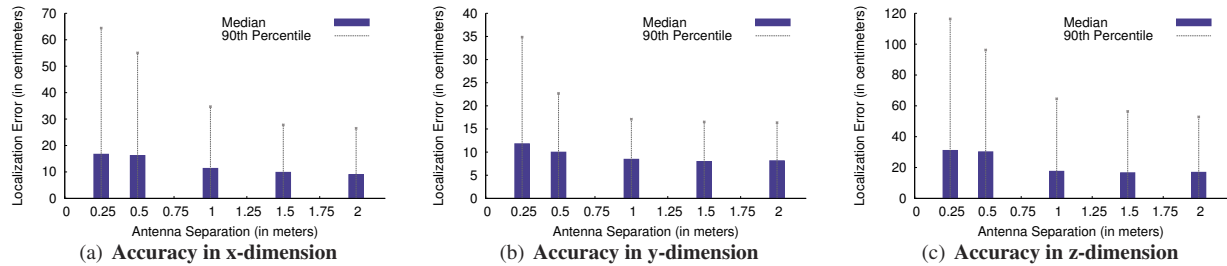 Localization Error (in centimeters)
70
60
50
40
30
20
10
0
Median
90th Percentile
0 0.25 0.5 0.75 1 1.25 1.5 1.75 2
Antenna Separation (in meters)
(a) Accuracy in x-dimension
Localization Error (in centimeters)
40
35
30
25
20
15
10
5
0
Median
90th Percentile
0 0.25 0.5 0.75 1 1.25 1.5 1.75 2
Antenna Separation (in meters)
(b) Accuracy in y-dimension
Localization Error (in centimeters)
120
100
80
60
40
20
0
Median
90th Percentile
0 0.25 0.5 0.75 1 1.25 1.5 1.75 2
Antenna Separation (in meters)
(c) Accuracy in z-dimension